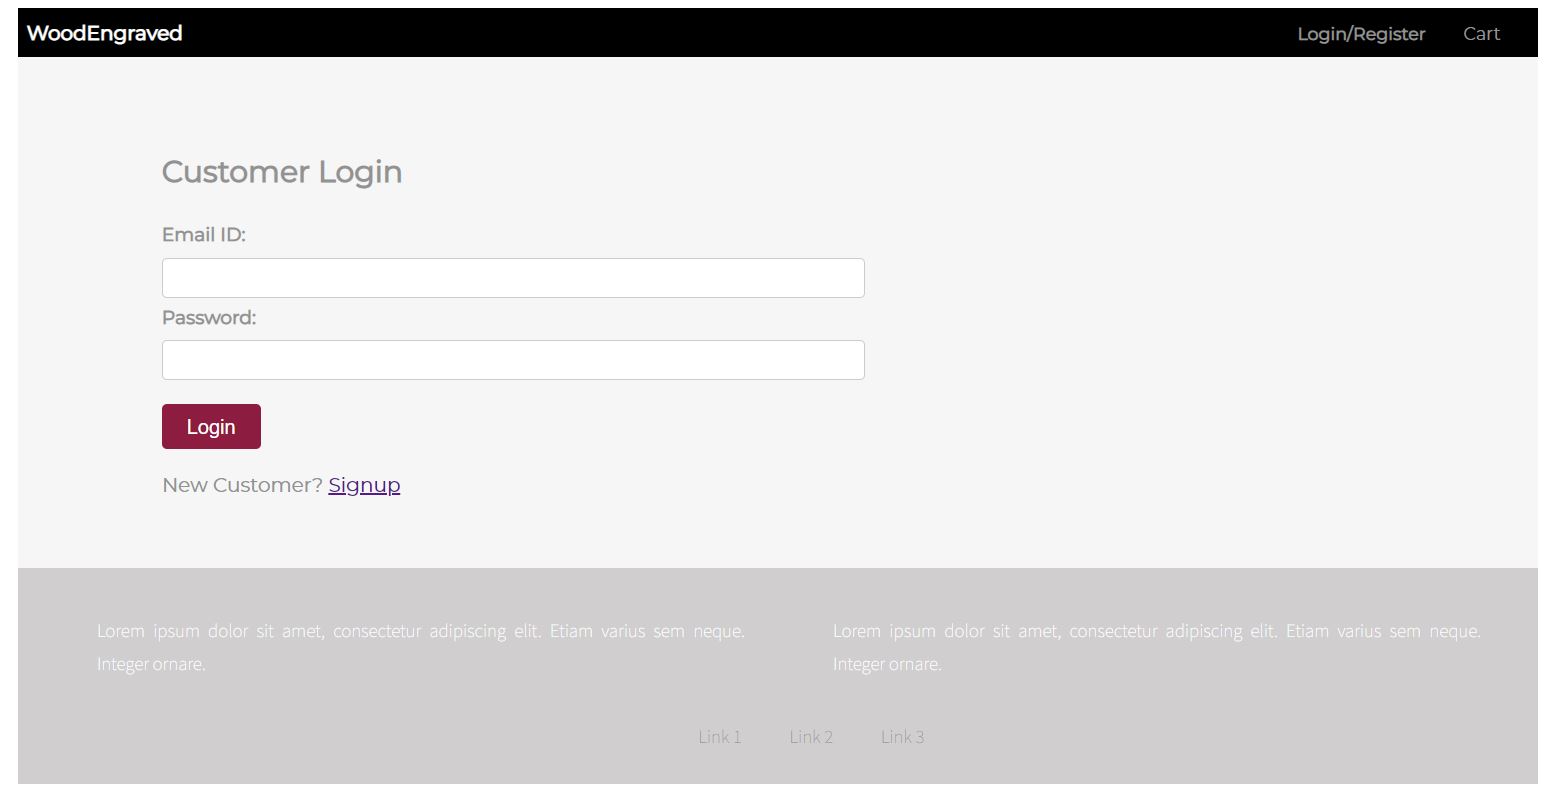 WoodEngraved
Login/Register
Cart
Customer Login
Email ID:
Password:
Login
New Customer? Signup
Lorem ipsum dolor sit amet, consectetur adipiscing elit. Etiam varius sem neque.
Integer ornare.
Lorem ipsum dolor sit amet, consectetur adipiscing elit. Etiam varius sem neque.
Integer ornare.
Link 1
Link 2
Link 3